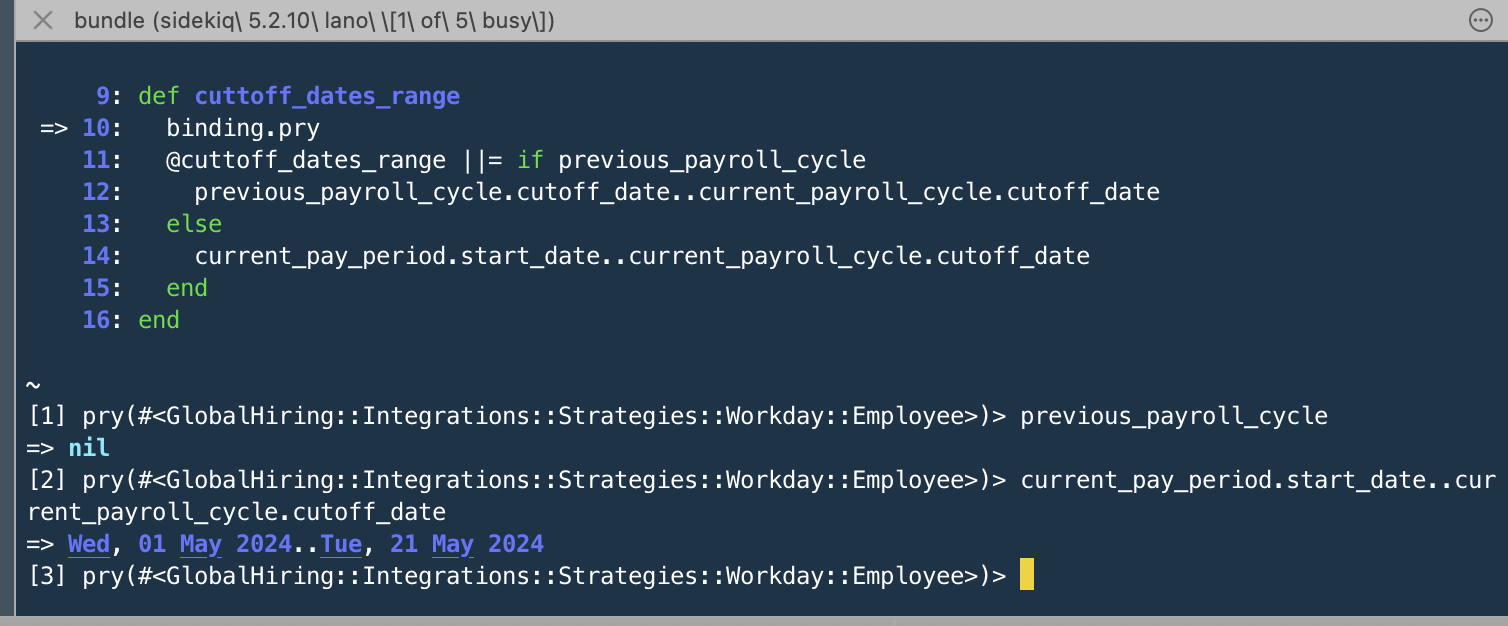 bundle (sidekiq\ 5.2.10\ lano\ \[1\ of\ 5\ busy\])
9: def cuttoff_dates_range
=> 10:   binding.pry
11:   @cuttoff_dates_range ||= if previous_payroll_cycle
12:     previous_payroll_cycle.cutoff_date..current_payroll_cycle.cutoff_date
13:   else
14:     current_pay_period.start_date..current_payroll_cycle.cutoff_date
15:   end
16: end
~
[1] pry(#<GlobalHiring::Integrations::Strategies::Workday::Employee>)> previous_payroll_cycle
=> nil
[2] pry(#<GlobalHiring::Integrations::Strategies::Workday::Employee>)> current_pay_period.start_date..cur
rent_payroll_cycle.cutoff_date
=> Wed, 01 May 2024..Tue, 21 May 2024
[3] pry(#<GlobalHiring::Integrations::Strategies::Workday::Employee>)>